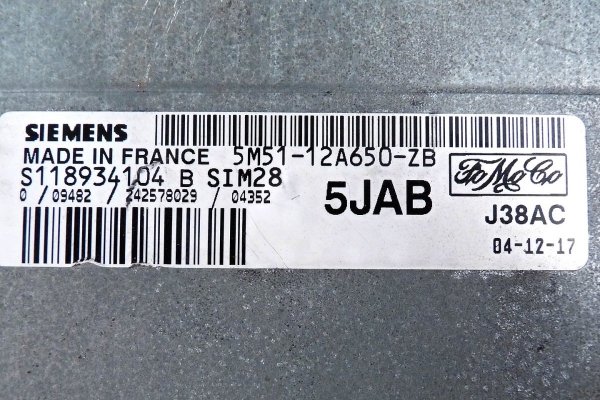 SIEMENS
MADE IN FRANCE 5M51-12A650-ZB
S118934104 B SIM28
0 / 09482 / 242578029 / 04352
5JAB
FoMoCo
J38AC
04-12-17